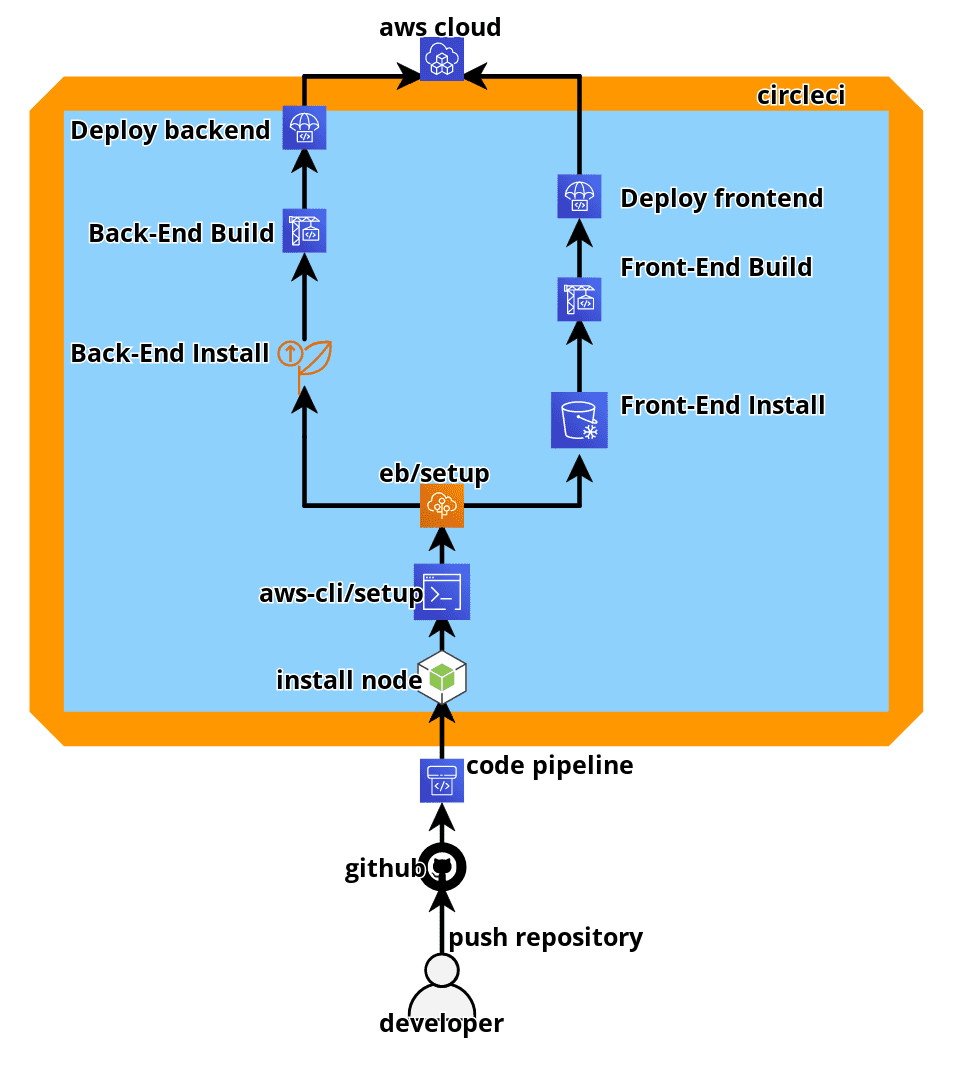 aws cloud
circleci
Deploy backend
Deploy frontend
Back-End Build
Front-End Build
Back-End Install
Front-End Install
eb/setup
aws-cli/setup
install node
code pipeline
github
push repository
developer